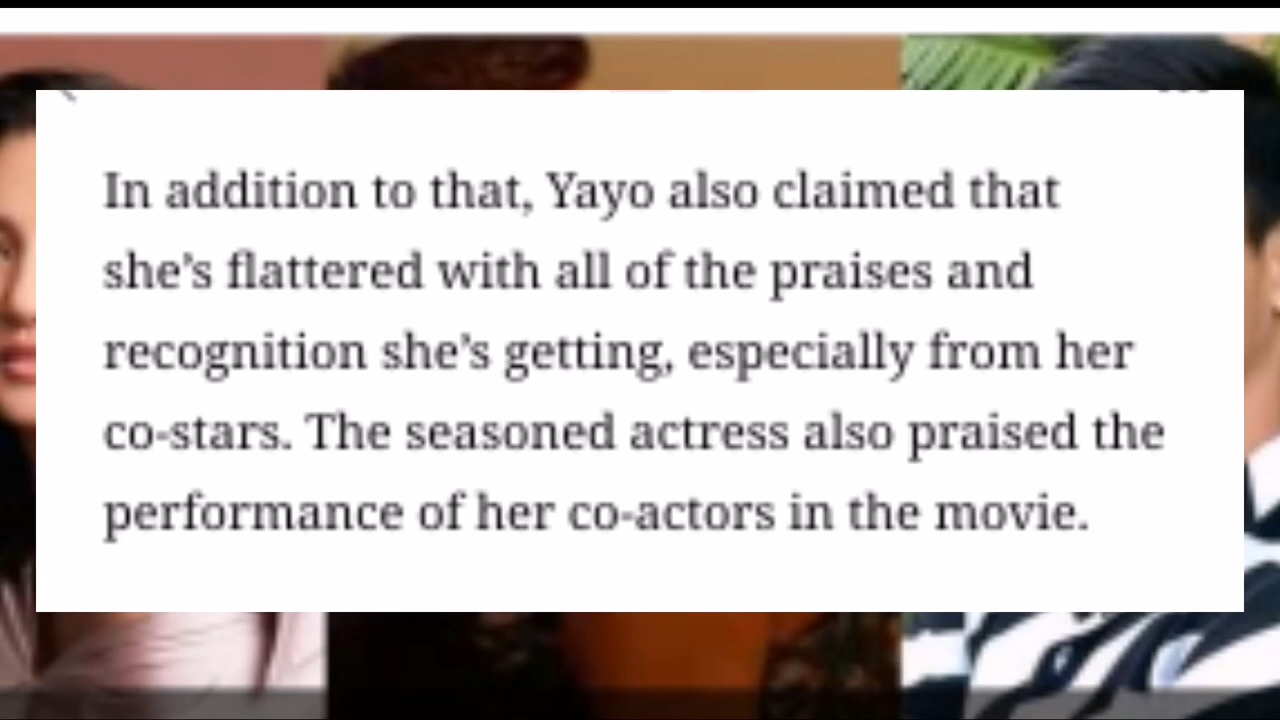 In addition to that, Yayo also claimed that
she’s flattered with all of the praises and
recognition she’s getting, especially from her
co-stars. The seasoned actress also praised the
performance of her co-actors in the movie.